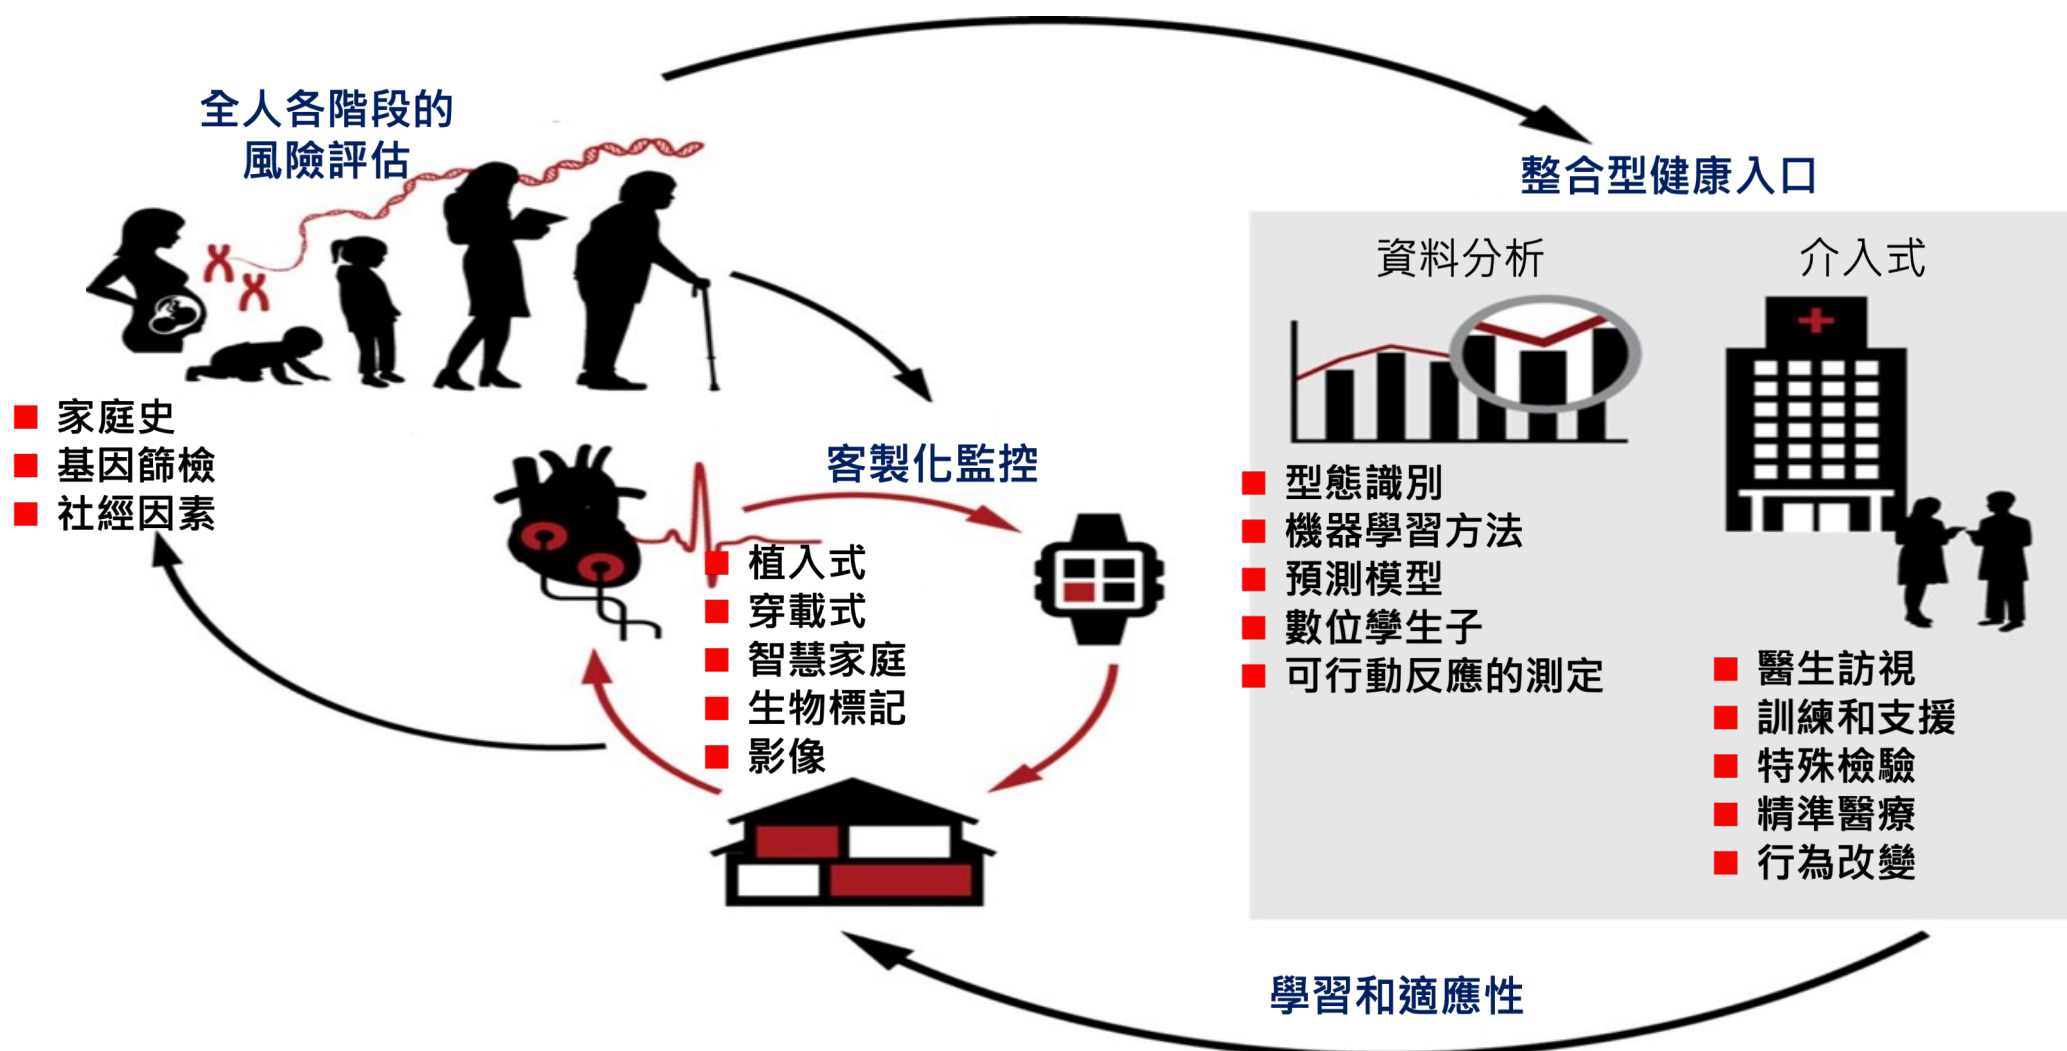 全人各階段的
風險評估
家庭史
基因篩檢
社經因素
客製化監控
植入式
穿載式
智慧家庭
生物標記
影像
整合型健康入口
資料分析
型態識別
機器學習方法
預測模型
數位孿生子
可行動反應的測定
介入式
醫生訪視
訓練和支援
特殊檢驗
精準醫療
行為改變
學習和適應性